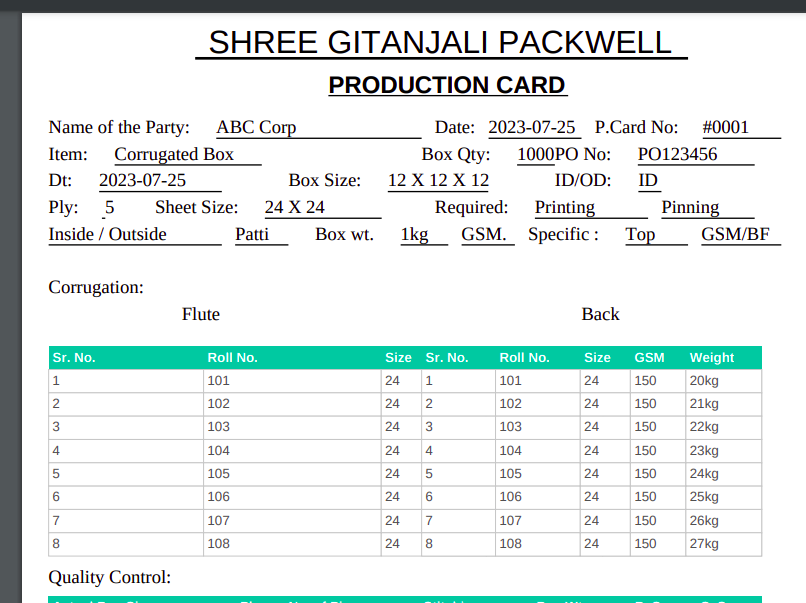 SHREE GITANJALI PACKWELL
PRODUCTION CARD
Name of the Party: ABC Corp Date: 2023-07-25 P.Card No: #0001
Item: Corrugated Box Box Qty: 1000PO No: PO123456
Dt: 2023-07-25 Box Size: 12 X 12 X 12 ID/OD: ID
Ply: 5 Sheet Size: 24 X 24 Required: Printing Pinning
Inside / Outside Patti Box wt. 1kg GSM. Specific : Top GSM/BF
Corrugation:
Flute Back
Sr. No. Roll No. Size Sr. No. Roll No. Size GSM Weight
1 101 24 1 101 24 150 20kg
2 102 24 2 102 24 150 21kg
3 103 24 3 103 24 150 22kg
4 104 24 4 104 24 150 23kg
5 105 24 5 105 24 150 24kg
6 106 24 6 106 24 150 25kg
7 107 24 7 107 24 150 26kg
8 108 24 8 108 24 150 27kg
Quality Control: